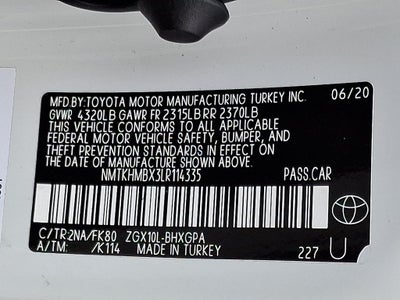 MFD.BY:TOYOTA MOTOR MANUFACTURING TURKEY INC. 06/20
GVWR 4320LB GAWR FR 2315LB RR 2370LB
THIS VEHICLE CONFORMS TO ALL APPLICABLE
FEDERAL MOTOR VEHICLE SAFETY, BUMPER, AND
THEFT PREVENTION STANDARDS IN EFFECT ON
THE DATE OF MANUFACTURE SHOWN ABOVE.
NMTKHMBX3LR114335 PASS.CAR
C/TR:2NA/FK80 ZGX10L-BHXGPA
A/TM: /K114 MADE IN TURKEY 227 U